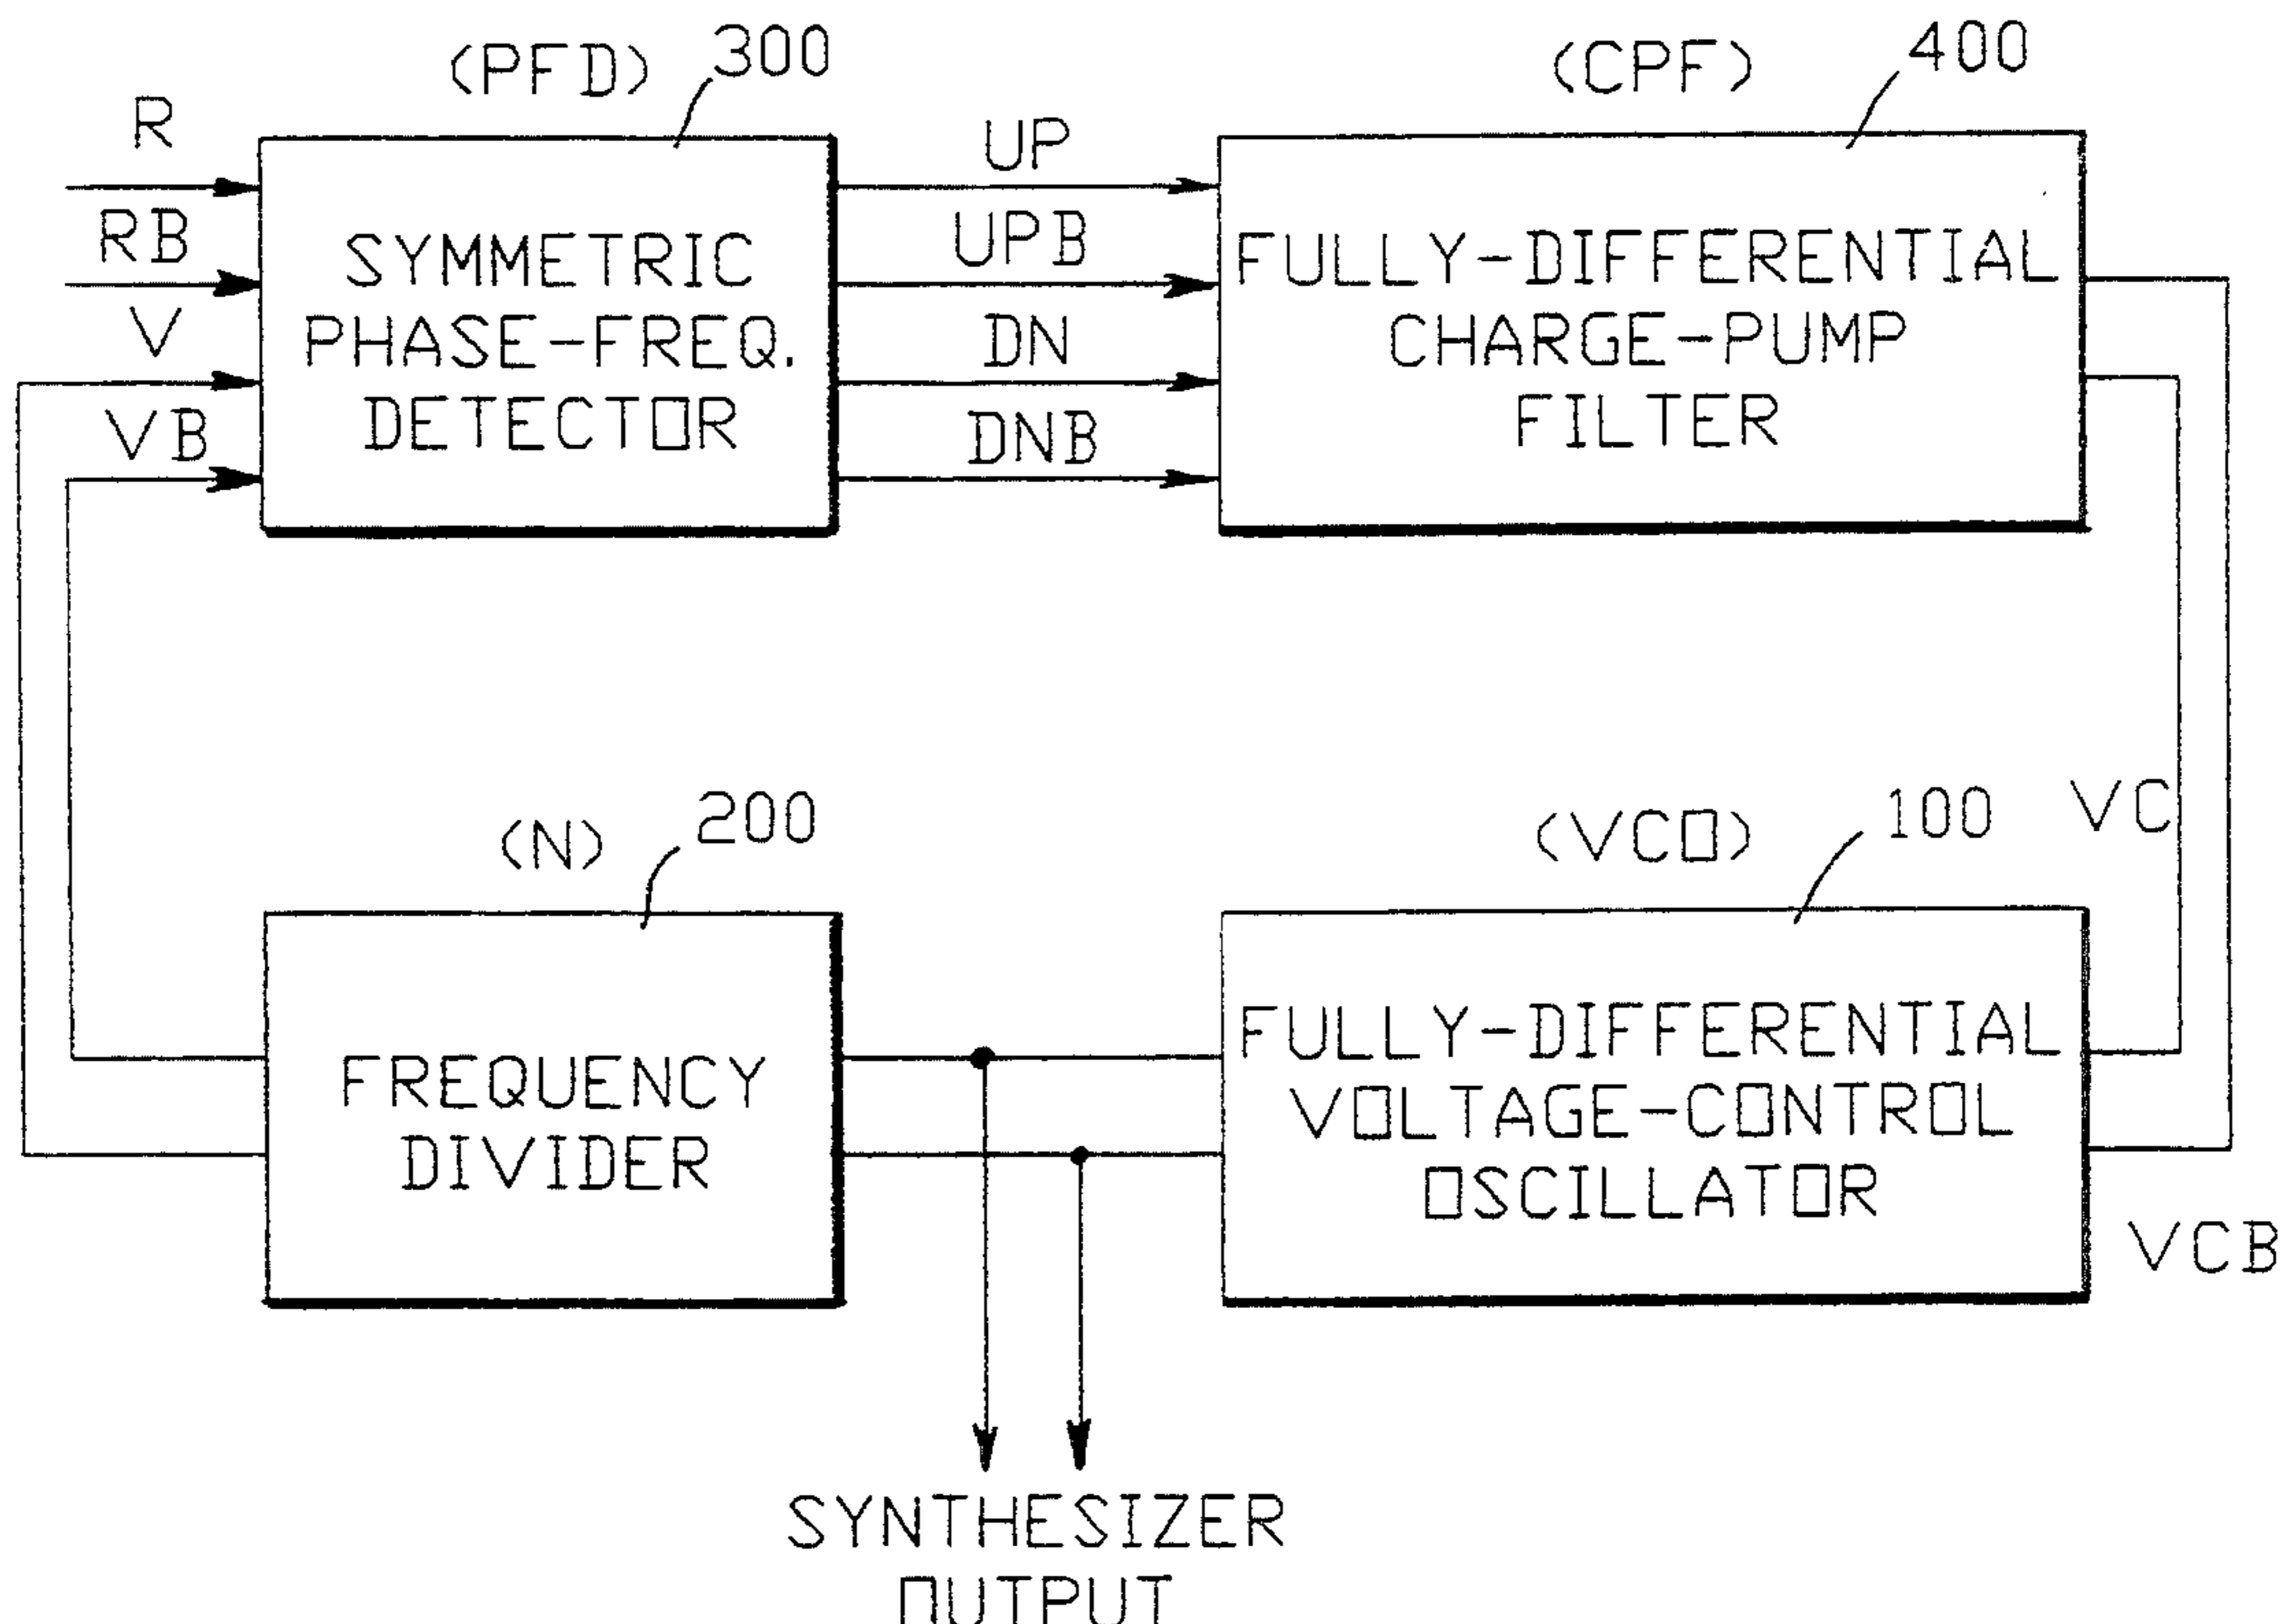 (PFD)
300
(CPF)
400
R
RB
V
VB
SYMMETRIC
PHASE-FREQ.
DETECTOR
UP
UPB
DN
DNB
FULLY-DIFFERENTIAL
CHARGE-PUMP
FILTER
(N)
200
(VCO)
100
VC
FREQUENCY
DIVIDER
FULLY-DIFFERENTIAL
VOLTAGE-CONTROL
OSCILLATOR
VCB
SYNTHESIZER
OUTPUT